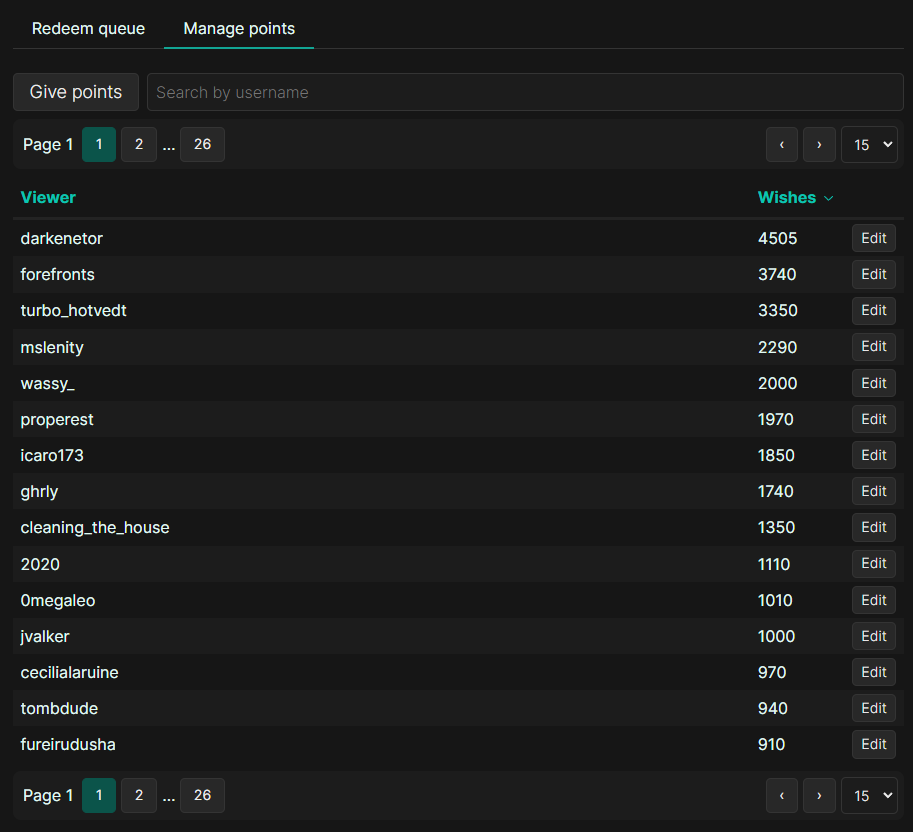 Redeem queue Manage points
Give points Search by username
Page 1 1 2 ... 26 ‹ › 15
Viewer Wishes
darkenetor 4505 Edit
forefronts 3740 Edit
turbo_hotvedt 3350 Edit
mslenity 2290 Edit
wassy_ 2000 Edit
properest 1970 Edit
icaro173 1850 Edit
ghrly 1740 Edit
cleaning_the_house 1350 Edit
2020 1110 Edit
0megaleo 1010 Edit
jvalker 1000 Edit
cecilialaruine 970 Edit
tombdude 940 Edit
fureirudusha 910 Edit
Page 1 1 2 ... 26 ‹ › 15